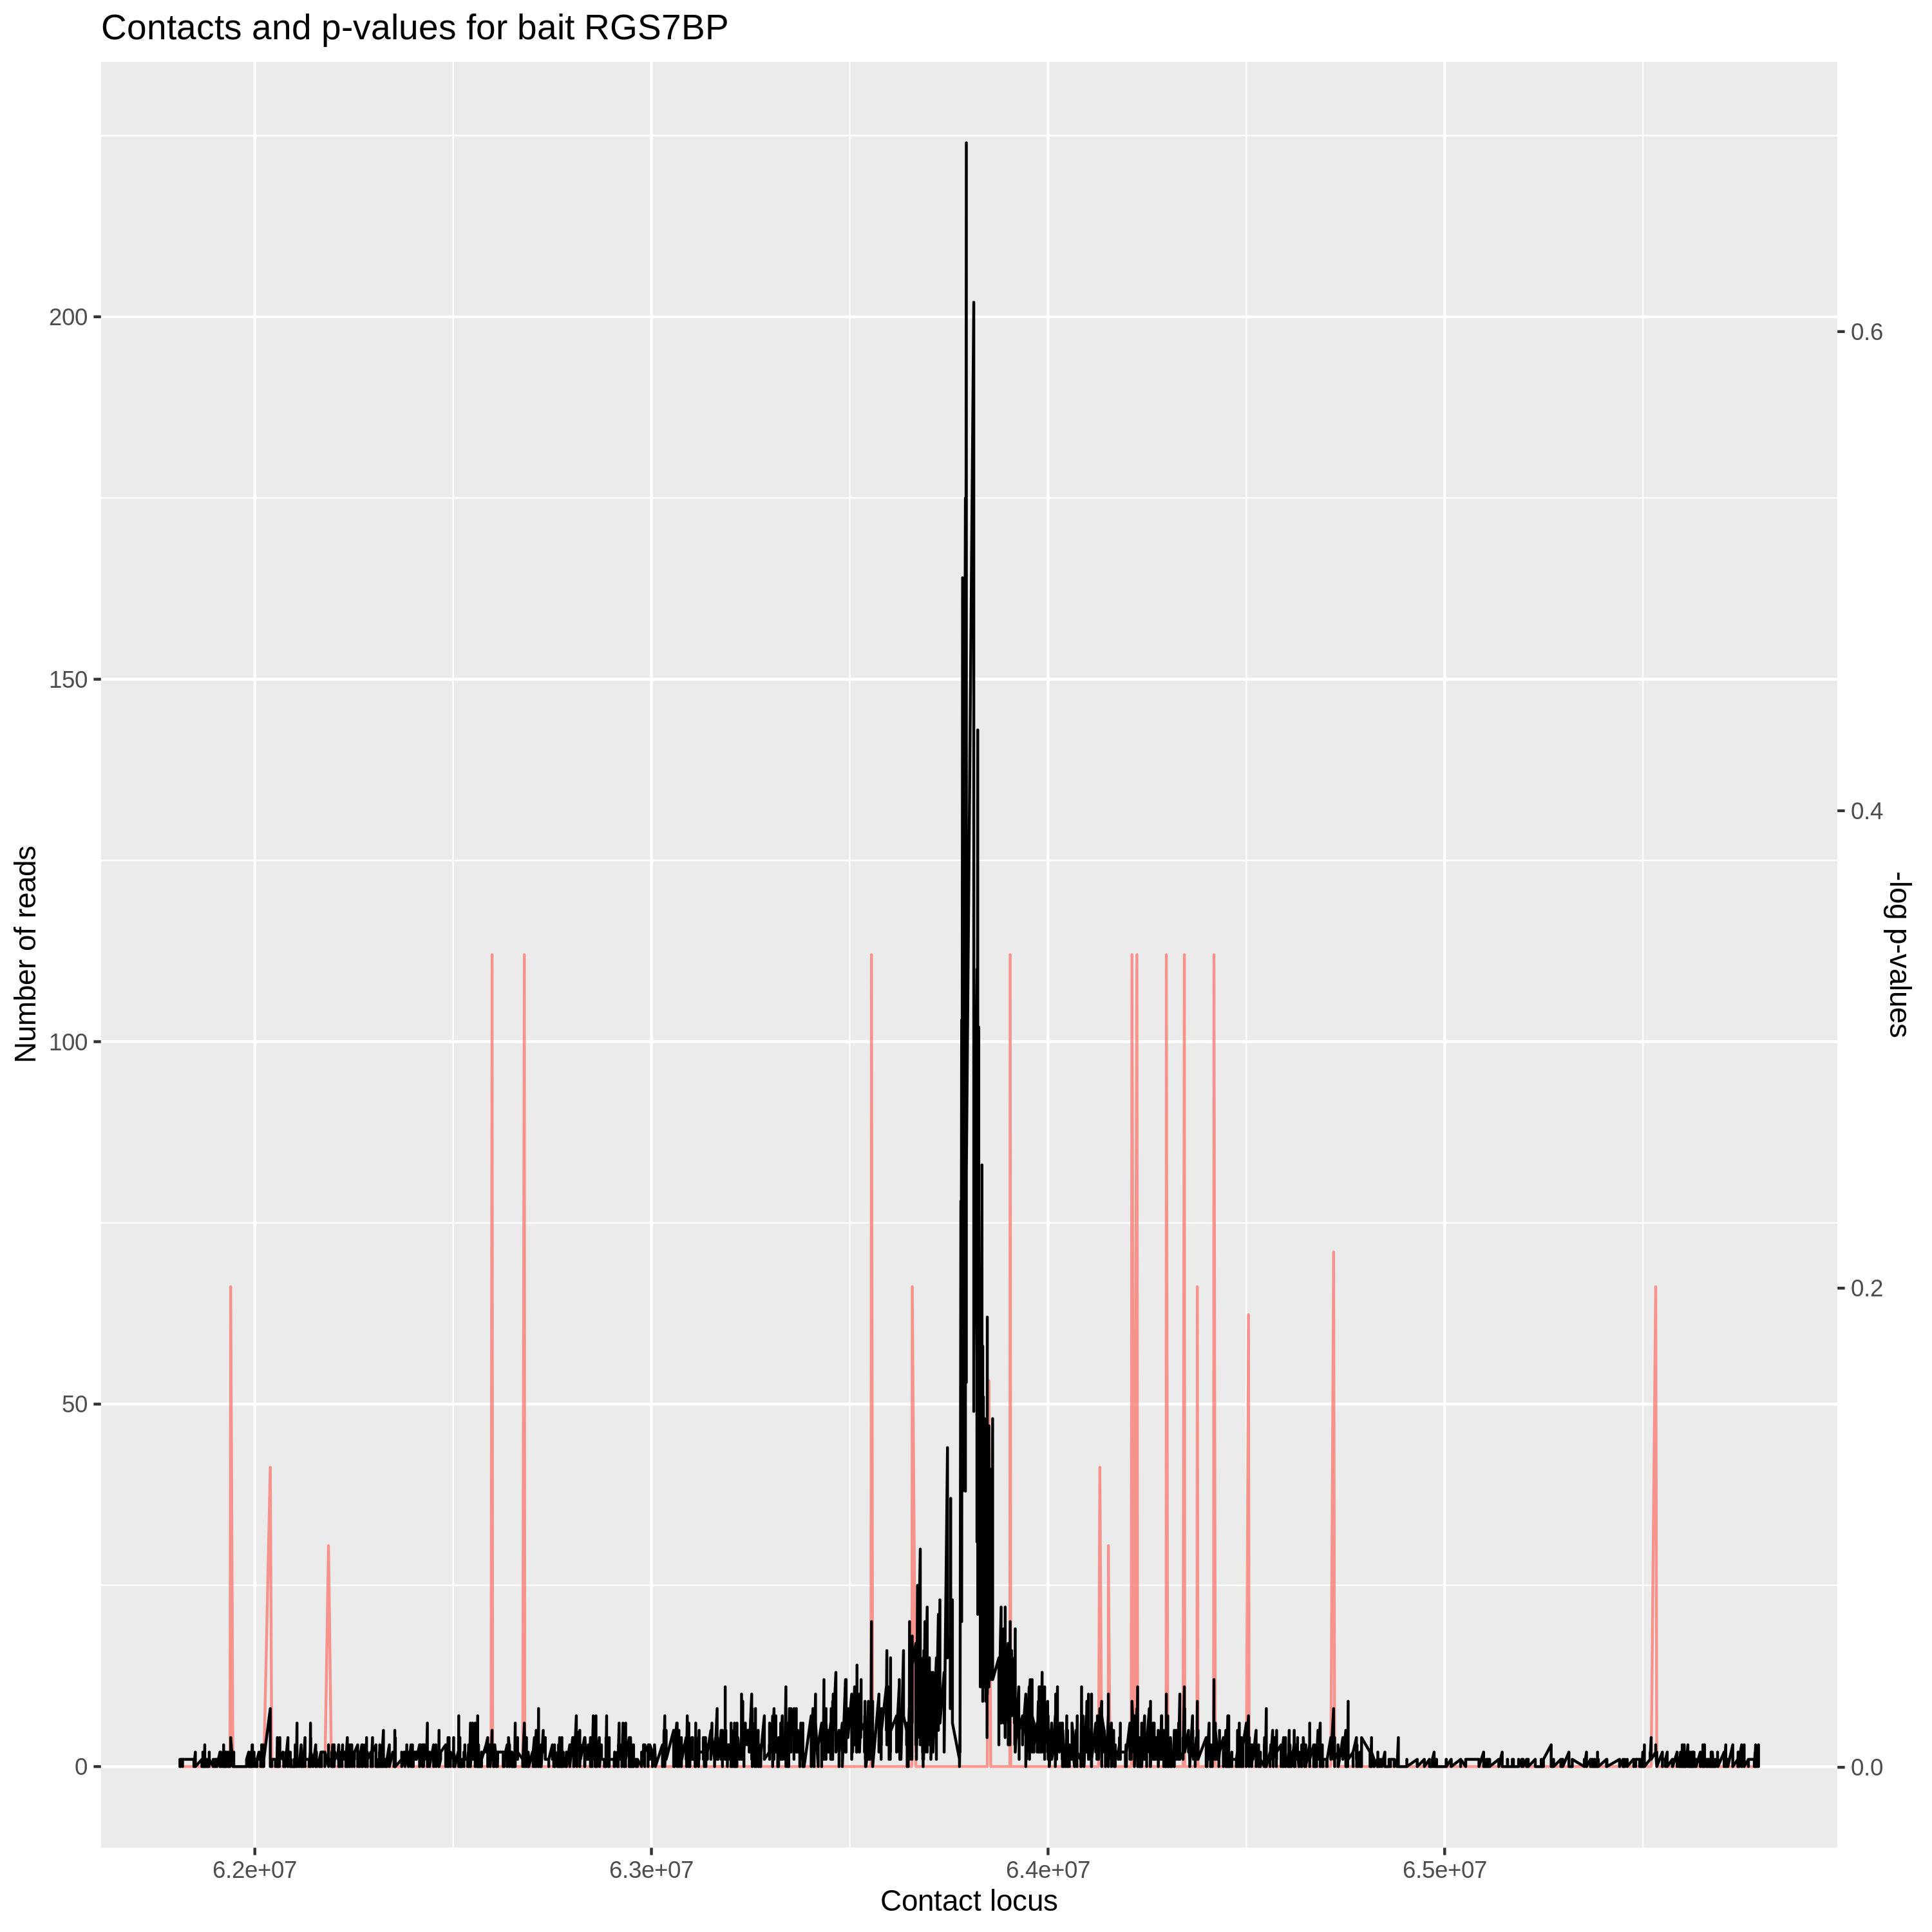 Contacts and p-values for bait RGS7BP
200
150
100
50
0
Number of reads
0.6
0.4
0.2
0.0
-log p-values
6.2e+07 6.3e+07 6.4e+07 6.5e+07
Contact locus